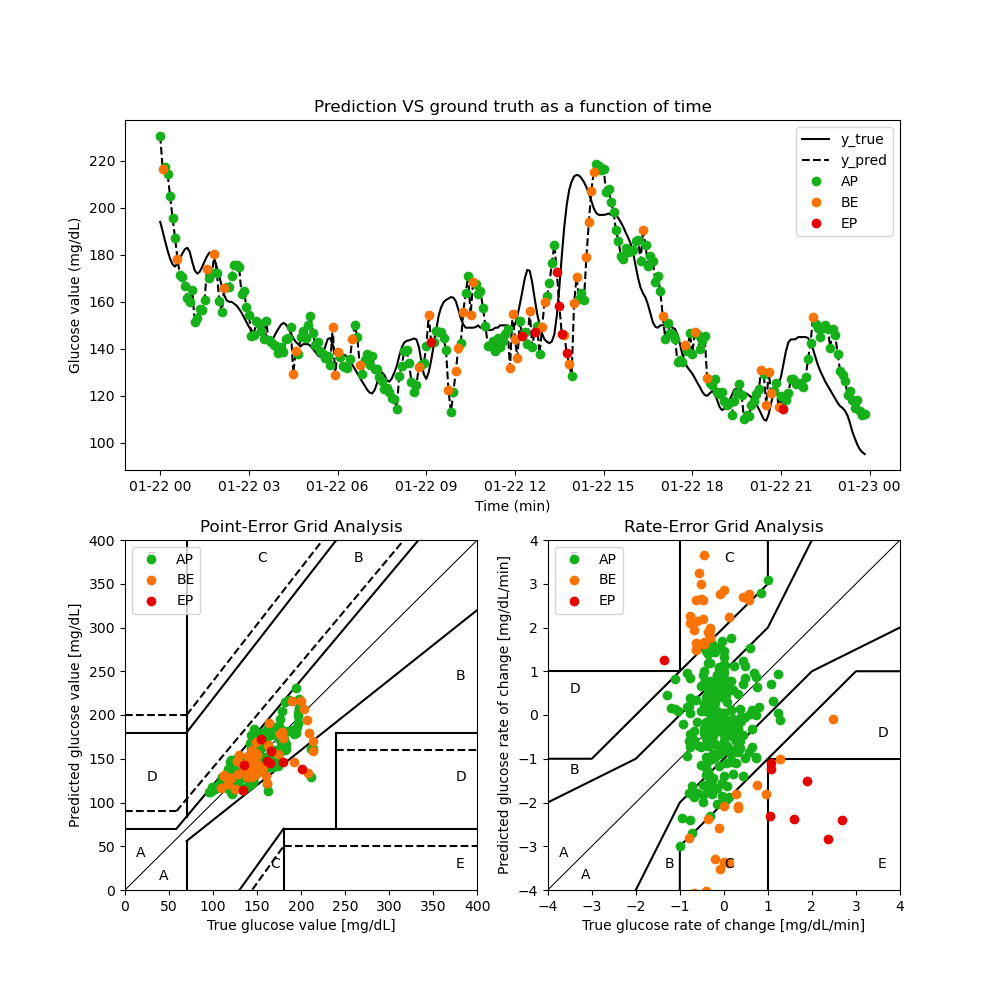 Prediction VS ground truth as a function of time
Glucose value (mg/dL)
220
200
180
160
140
120
100
y_true
y_pred
AP
BE
EP
01-22 00 01-22 03 01-22 06 01-22 09 01-22 12 01-22 15 01-22 18 01-22 21 01-23 00
Time (min)
Point-Error Grid Analysis
Predicted glucose value [mg/dL]
400
350
300
250
200
150
100
50
0
AP
BE
EP
C
B
B
D
D
A
A
C
E
0 50 100 150 200 250 300 350 400
True glucose value [mg/dL]
Rate-Error Grid Analysis
Predicted glucose rate of change [mg/dL/min]
4
3
2
1
0
−1
−2
−3
−4
AP
BE
EP
C
D
D
B
A
A
B
C
E
−4 −3 −2 −1 0 1 2 3 4
True glucose rate of change [mg/dL/min]